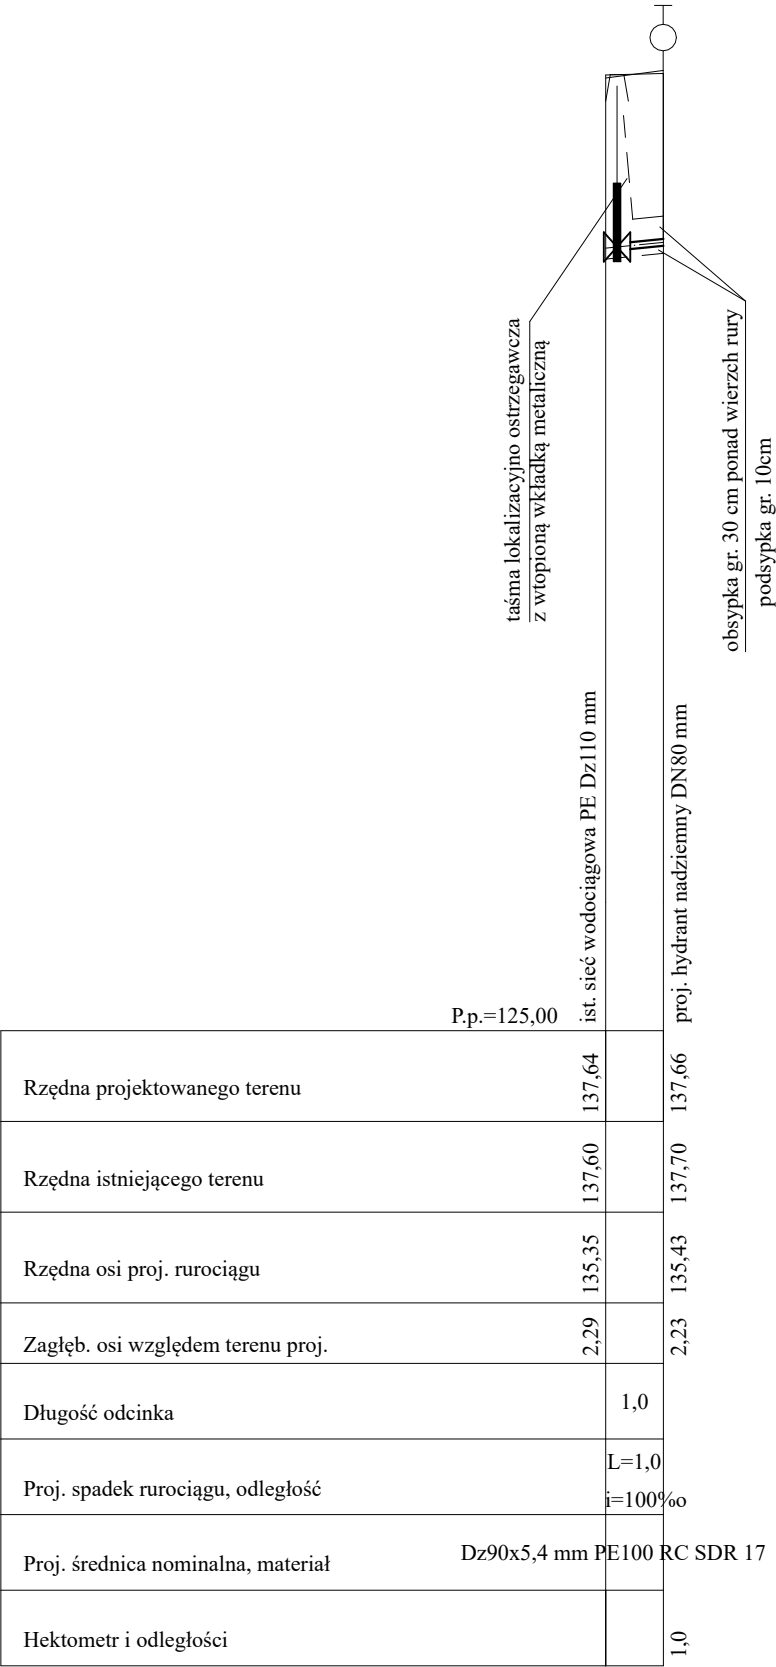 taśma lokalizacyjno ostrzegawcza
z wtopioną wkładką metaliczną
obsypka gr. 30 cm ponad wierzch rury
podsypka gr. 10cm
ist. sieć wodociągowa PE Dz110 mm
proj. hydrant nadziemny DN80 mm
P.p.=125,00
Rzędna projektowanego terenu 137,64 137,66
Rzędna istniejącego terenu 137,60 137,70
Rzędna osi proj. rurociągu 135,35 135,43
Zagłęb. osi względem terenu proj. 2,29 2,23
Długość odcinka 1,0
Proj. spadek rurociągu, odległość L=1,0
i=100‰
Proj. średnica nominalna, materiał Dz90x5,4 mm PE100 RC SDR 17
Hektometr i odległości 1,0